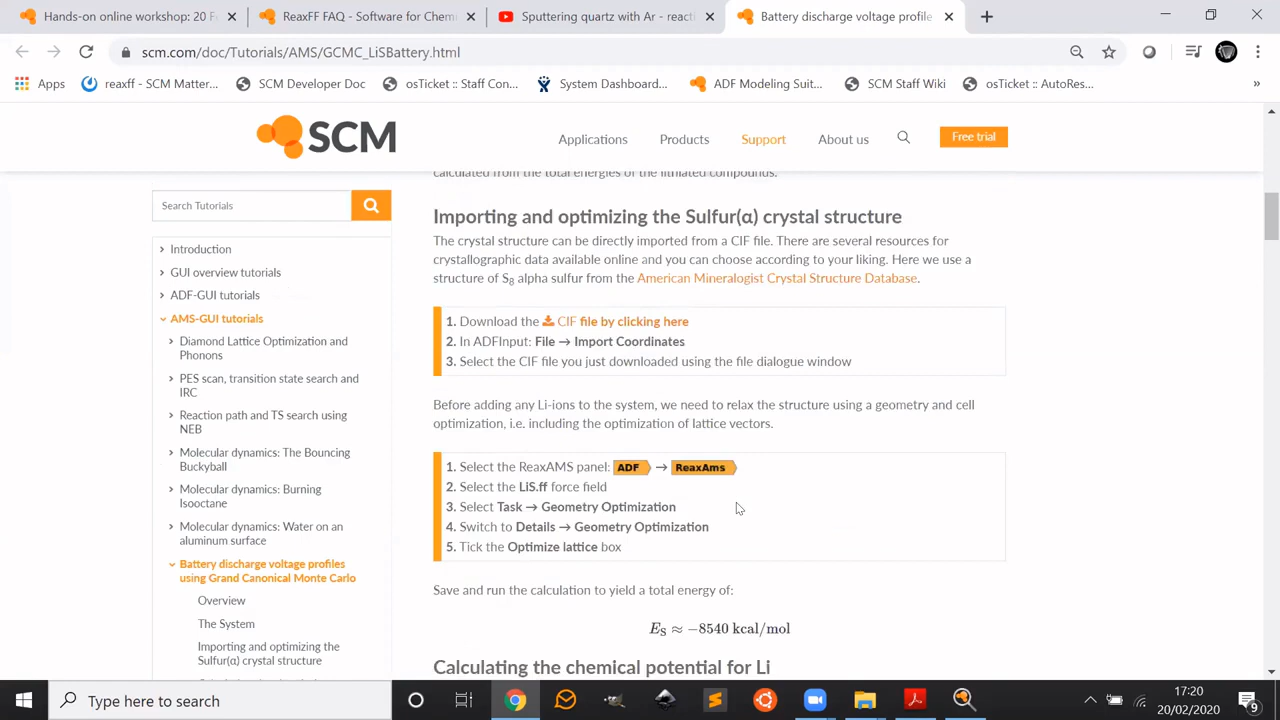 Hands-on online workshop: 20 F
ReaxFF FAQ - Software for Chemi
Sputtering quartz with Ar - reacti
Battery discharge voltage profile
scm.com/doc/Tutorials/AMS/GCMC_LiSBattery.html
Apps
reaxff - SCM Matter...
SCM Developer Doc
osTicket :: Staff Con...
System Dashboard...
ADF Modeling Suit...
SCM Staff Wiki
osTicket :: AutoRes...
»
SCM
Applications
Products
Support
About us
Free trial
calculated from the total energies of the lithiated compounds.
Search Tutorials
Introduction
GUI overview tutorials
ADF-GUI tutorials
AMS-GUI tutorials
Diamond Lattice Optimization and
Phonons
PES scan, transition state search and
IRC
Reaction path and TS search using
NEB
Molecular dynamics: The Bouncing
Buckyball
Molecular dynamics: Burning
Isooctane
Molecular dynamics: Water on an
aluminum surface
Battery discharge voltage profiles
using Grand Canonical Monte Carlo
Overview
The System
Importing and optimizing the
Sulfur(α) crystal structure
Importing and optimizing the Sulfur(α) crystal structure
The crystal structure can be directly imported from a CIF file. There are several resources for
crystallographic data available online and you can choose according to your liking. Here we use a
structure of S8 alpha sulfur from the American Mineralogist Crystal Structure Database.
1. Download the CIF file by clicking here
2. In ADFInput: File → Import Coordinates
3. Select the CIF file you just downloaded using the file dialogue window
Before adding any Li-ions to the system, we need to relax the structure using a geometry and cell
optimization, i.e. including the optimization of lattice vectors.
1. Select the ReaxAMS panel: ADF → ReaxAms
2. Select the LiS.ff force field
3. Select Task → Geometry Optimization
4. Switch to Details → Geometry Optimization
5. Tick the Optimize lattice box
Save and run the calculation to yield a total energy of:
ES ≈ −8540 kcal/mol
Calculating the chemical potential for Li
Type here to search
17:20
20/02/2020
9